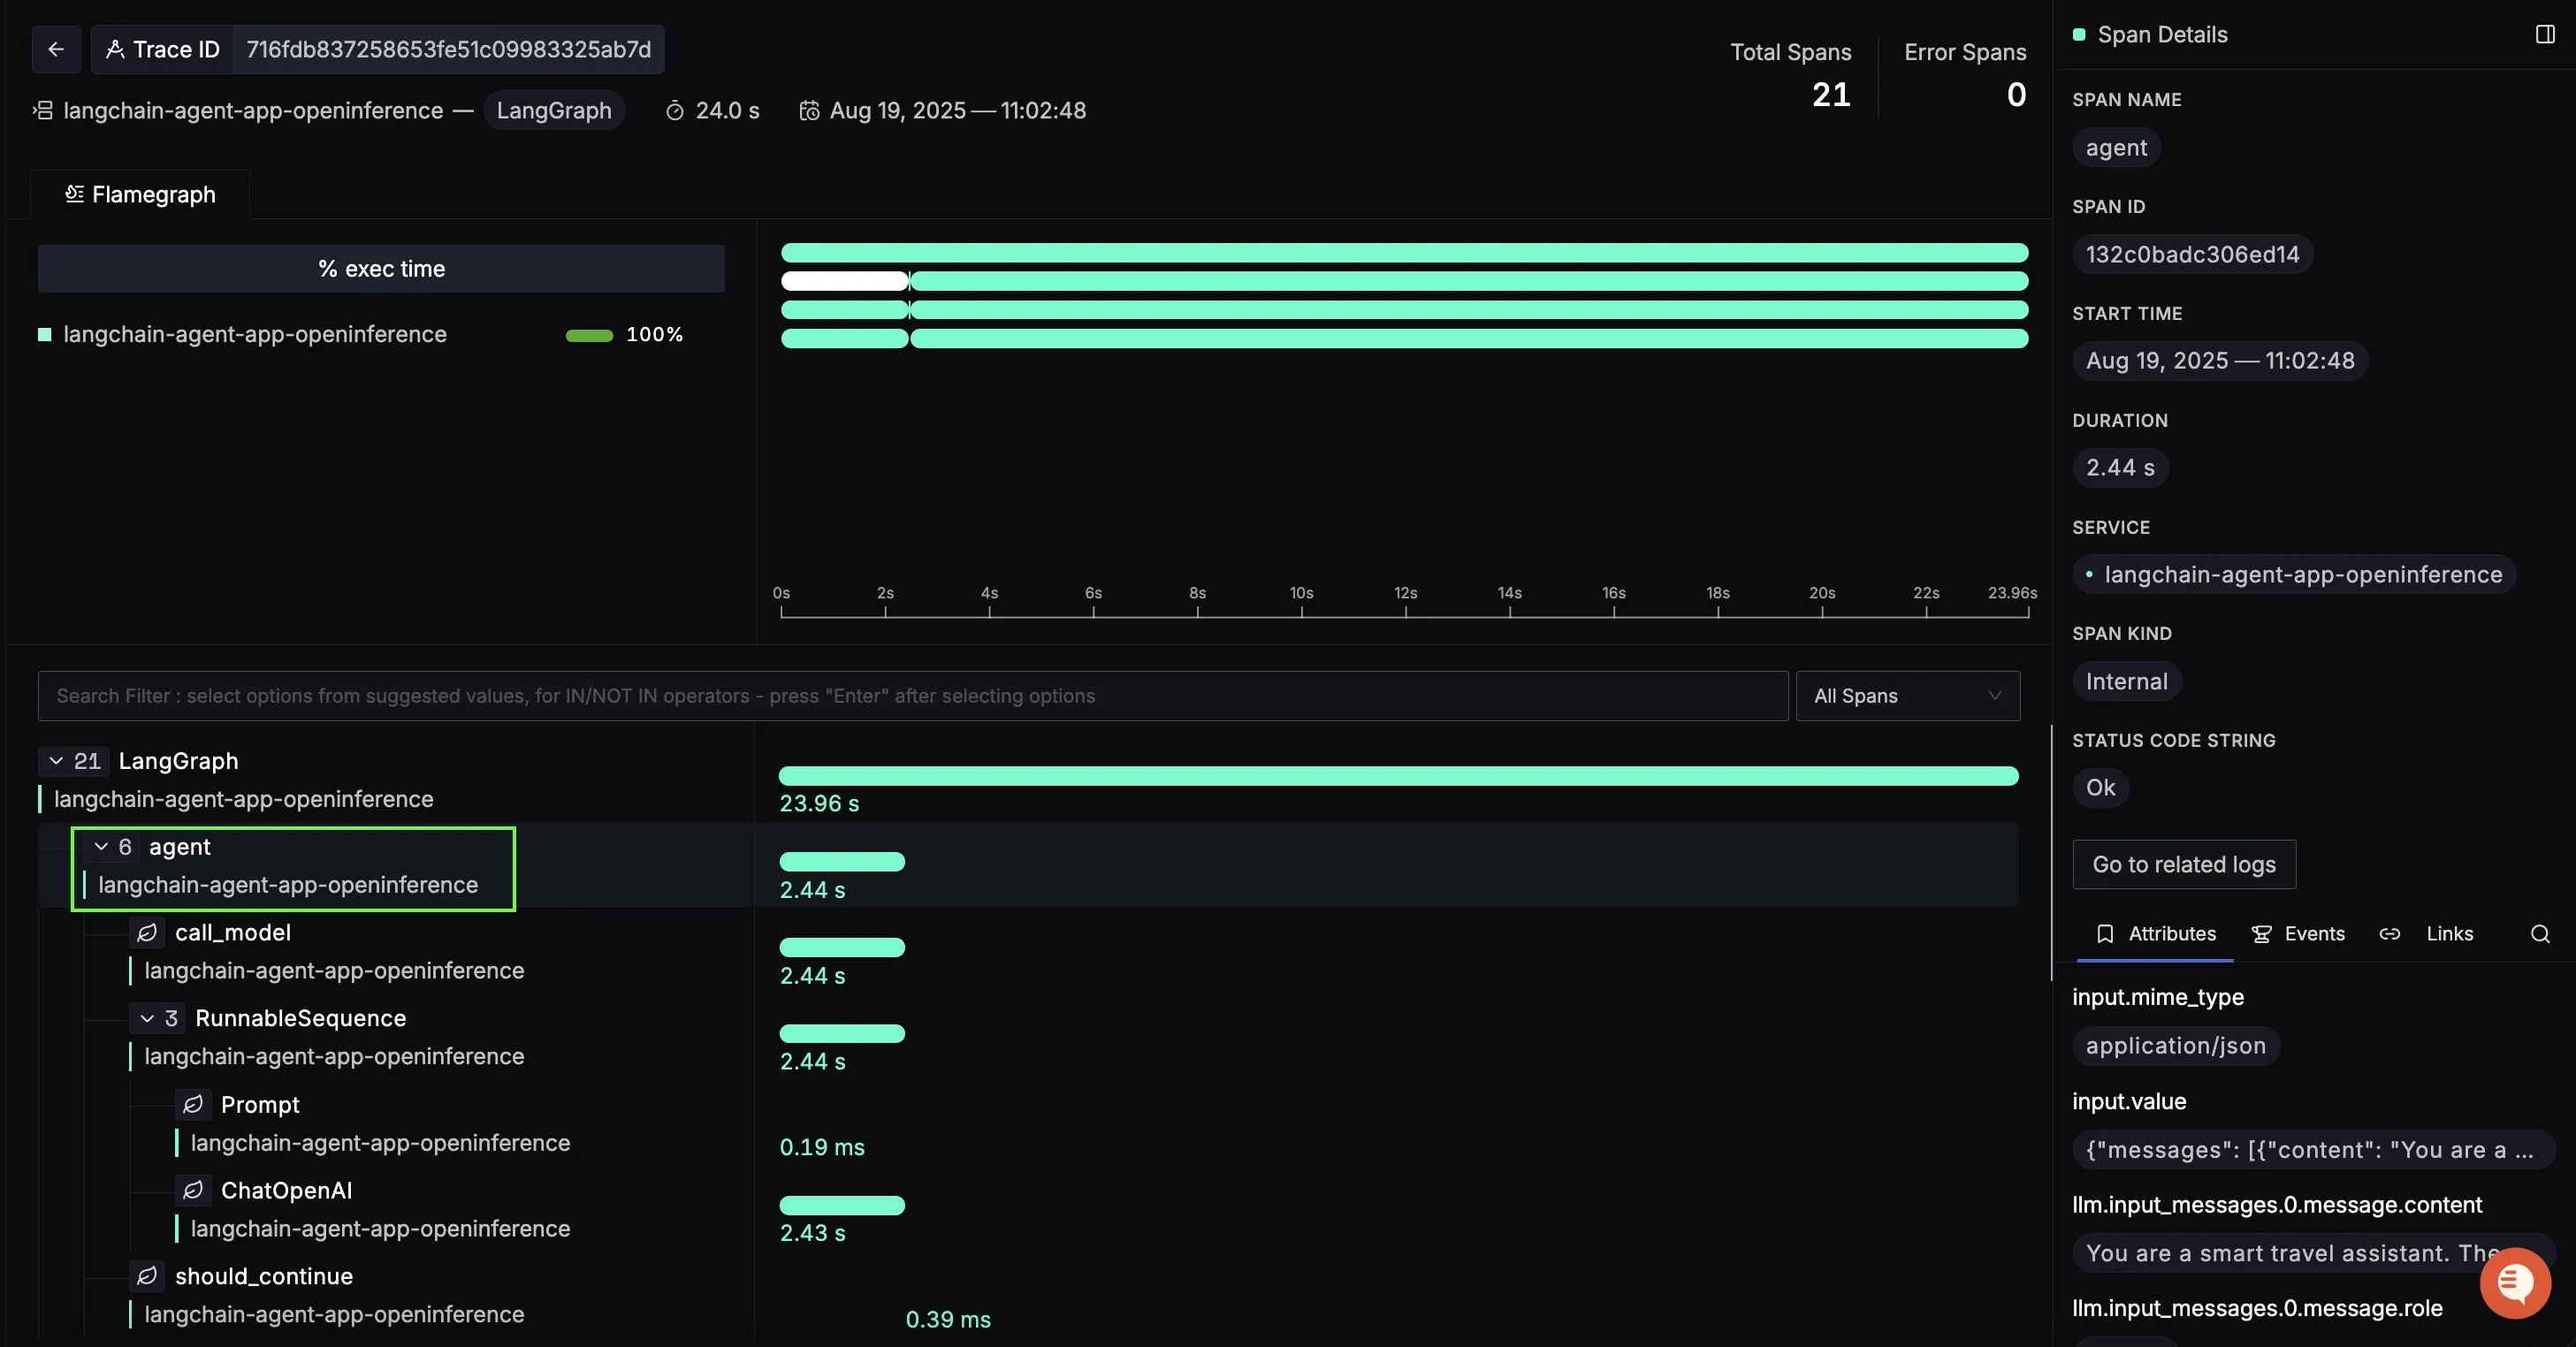 Trace ID 716fdb837258653fe51c09983325ab7d
langchain-agent-app-openinference — LangGraph 24.0 s Aug 19, 2025 — 11:02:48
Total Spans
21
Error Spans
0
Flamegraph
% exec time
langchain-agent-app-openinference 100%
0s 2s 4s 6s 8s 10s 12s 14s 16s 18s 20s 22s 23.96s
Search Filter : select options from suggested values, for IN/NOT IN operators - press "Enter" after selecting options
All Spans
21 LangGraph
langchain-agent-app-openinference
23.96 s
6 agent
langchain-agent-app-openinference
2.44 s
call_model
langchain-agent-app-openinference
2.44 s
3 RunnableSequence
langchain-agent-app-openinference
2.44 s
Prompt
langchain-agent-app-openinference
0.19 ms
ChatOpenAI
langchain-agent-app-openinference
2.43 s
should_continue
langchain-agent-app-openinference
0.39 ms
Span Details
SPAN NAME
agent
SPAN ID
132c0badc306ed14
START TIME
Aug 19, 2025 — 11:02:48
DURATION
2.44 s
SERVICE
langchain-agent-app-openinference
SPAN KIND
Internal
STATUS CODE STRING
Ok
Go to related logs
Attributes Events Links
input.mime_type
application/json
input.value
{"messages": [{"content": "You are a ...
llm.input_messages.0.message.content
You are a smart travel assistant. The
llm.input_messages.0.message.role